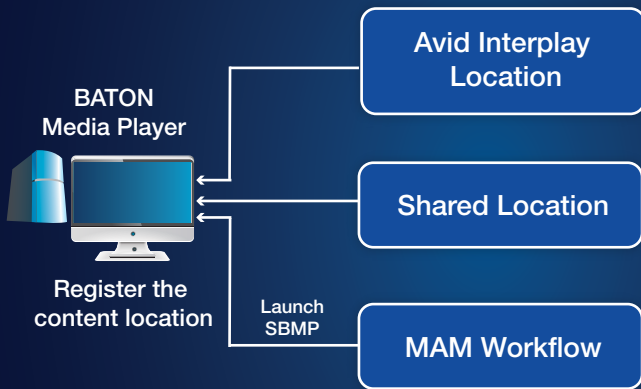 BATON
Media Player
Register the
content location
Launch
SBMP
Avid Interplay
Location
Shared Location
MAM Workflow